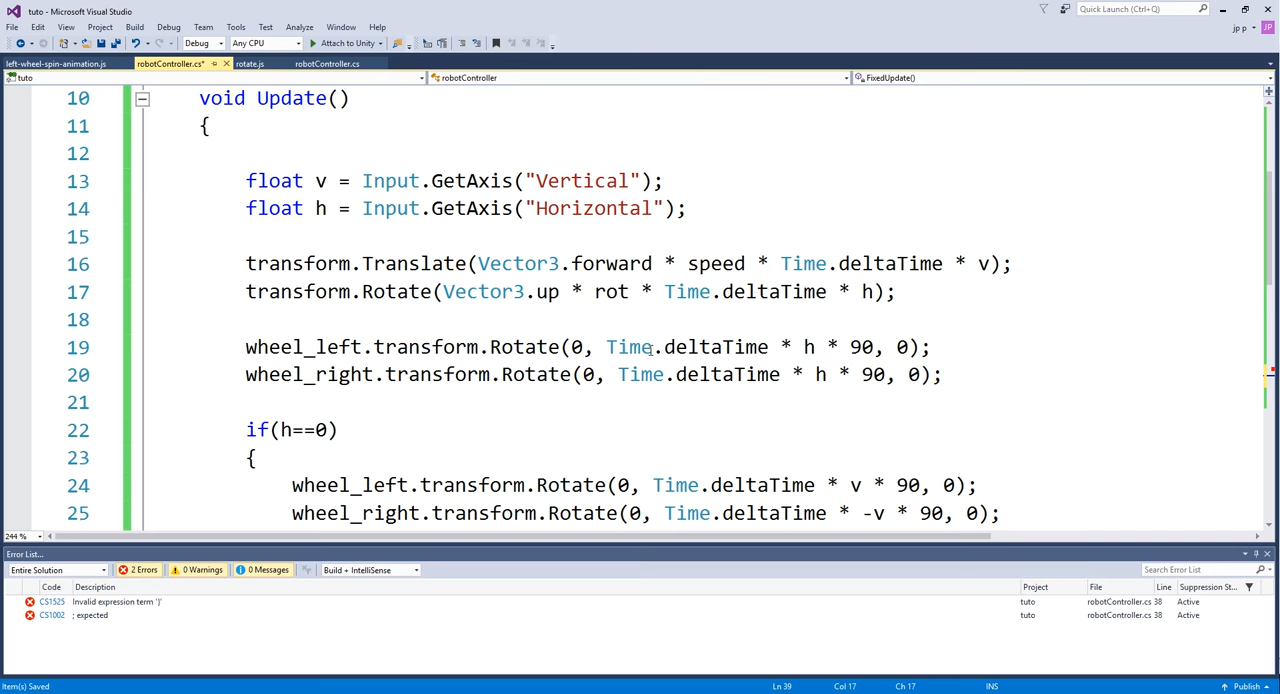 tuto - Microsoft Visual Studio
Quick Launch (Ctrl+Q)
File Edit View Project Build Debug Team Tools Test Analyze Window Help
jp p JP
Debug Any CPU Attach to Unity
left-wheel-spin-animation.js robotController.cs* rotate.js robotController.cs
tuto robotController FixedUpdate()
10 void Update()
11 {
12
13 float v = Input.GetAxis("Vertical");
14 float h = Input.GetAxis("Horizontal");
15
16 transform.Translate(Vector3.forward * speed * Time.deltaTime * v);
17 transform.Rotate(Vector3.up * rot * Time.deltaTime * h);
18
19 wheel_left.transform.Rotate(0, Time.deltaTime * h * 90, 0);
20 wheel_right.transform.Rotate(0, Time.deltaTime * h * 90, 0);
21
22 if(h==0)
23 {
24 wheel_left.transform.Rotate(0, Time.deltaTime * v * 90, 0);
25 wheel_right.transform.Rotate(0, Time.deltaTime * -v * 90, 0);
244 %
Error List...
Entire Solution 2 Errors 0 Warnings 0 Messages Build + IntelliSense Search Error List
Code Description Project File Line Suppression St...
CS1525 Invalid expression term '}' tuto robotController.cs 38 Active
CS1002 ; expected tuto robotController.cs 38 Active
Item(s) Saved Ln 39 Col 17 Ch 17 INS Publish